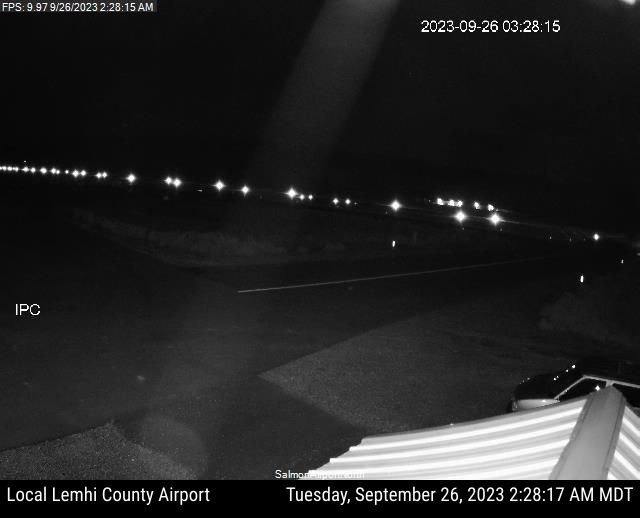 FPS: 9.97 9/26/2023 2:28:15 AM
2023-09-26 03:28:15
IPC
Local Lemhi County Airport
Tuesday, September 26, 2023 2:28:17 AM MDT